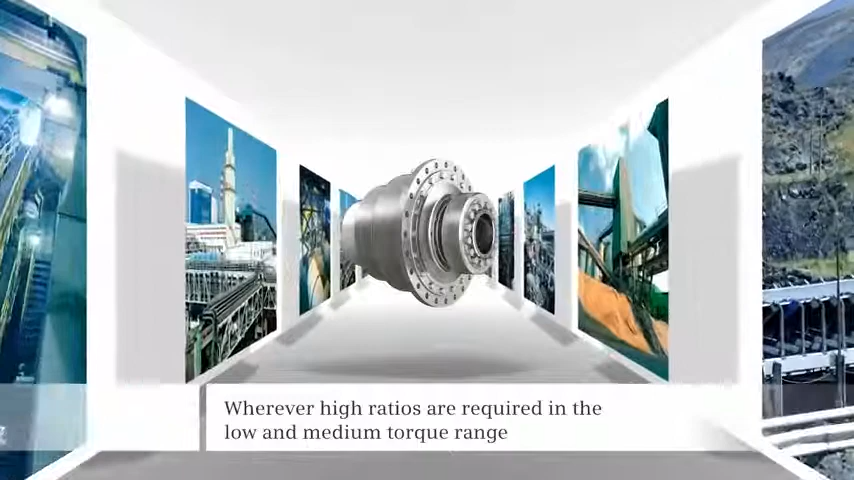 Wherever high ratios are required in the
low and medium torque range